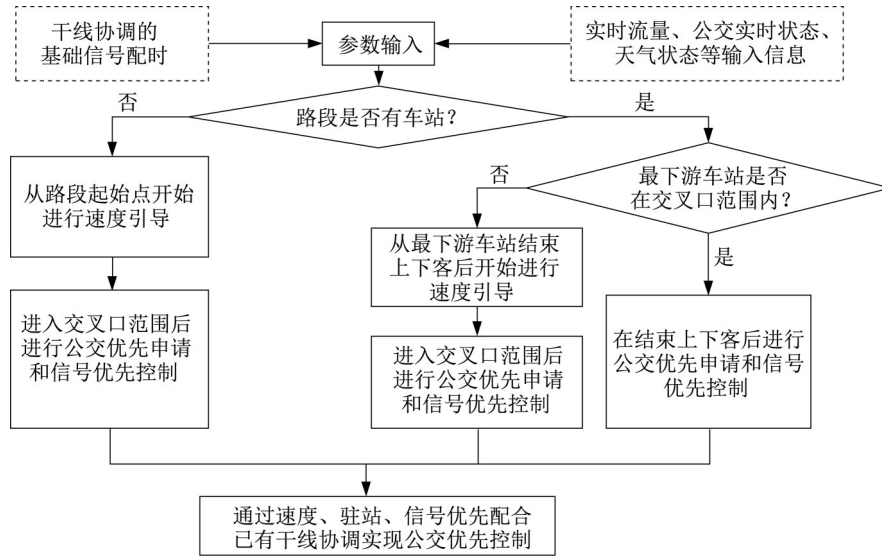 干线协调的
基础信号配时
参数输入
实时流量、公交实时状态、
天气状态等输入信息
否
路段是否有车站？
是
从路段起始点开始
进行速度引导
否
最下游车站是否
在交叉口范围内？
从最下游车站结束
上下客后开始进行
速度引导
是
进入交叉口范围后
进行公交优先申请
和信号优先控制
进入交叉口范围后
进行公交优先申请
和信号优先控制
在结束上下客后进行
公交优先申请和信号
优先控制
通过速度、驻站、信号优先配合
已有干线协调实现公交优先控制